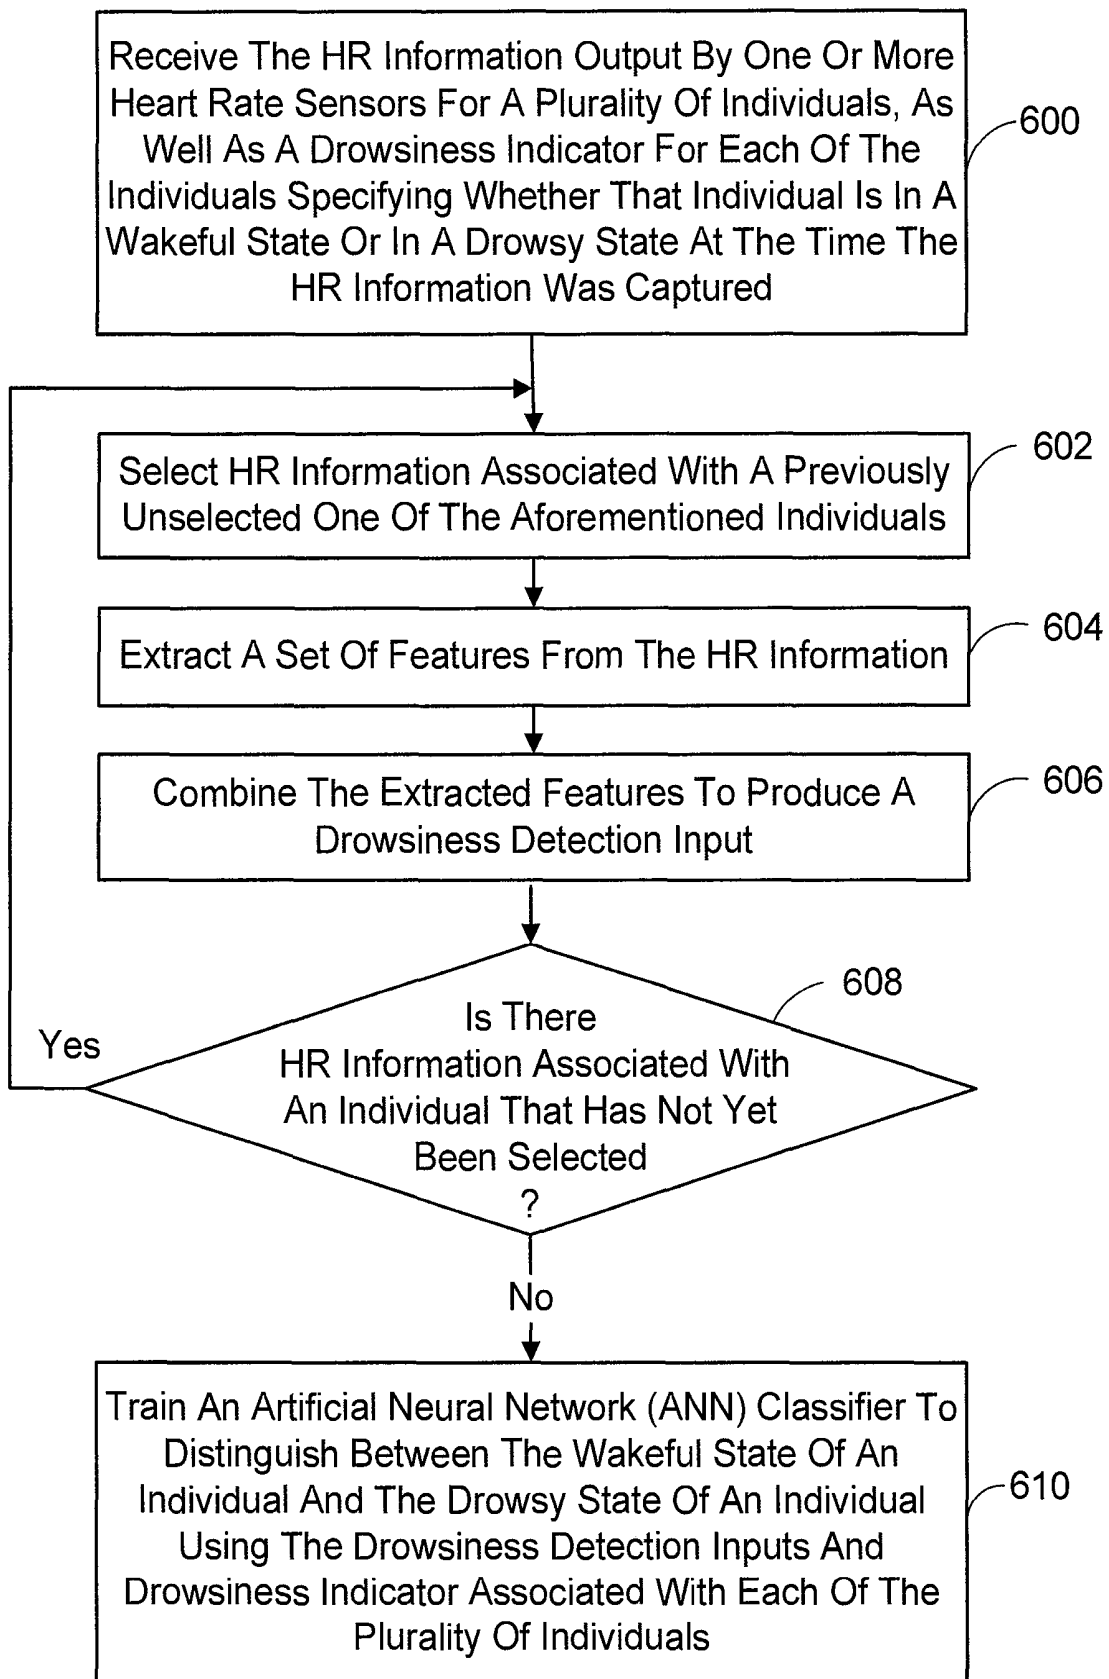 Receive The HR Information Output By One Or More
Heart Rate Sensors For A Plurality Of Individuals, As
Well As A Drowsiness Indicator For Each Of The
Individuals Specifying Whether That Individual Is In A
Wakeful State Or In A Drowsy State At The Time The
HR Information Was Captured
600
Select HR Information Associated With A Previously
Unselected One Of The Aforementioned Individuals
602
Extract A Set Of Features From The HR Information
604
Combine The Extracted Features To Produce A
Drowsiness Detection Input
606
Is There
HR Information Associated With
An Individual That Has Not Yet
Been Selected
?
608
Yes
No
Train An Artificial Neural Network (ANN) Classifier To
Distinguish Between The Wakeful State Of An
Individual And The Drowsy State Of An Individual
Using The Drowsiness Detection Inputs And
Drowsiness Indicator Associated With Each Of The
Plurality Of Individuals
610